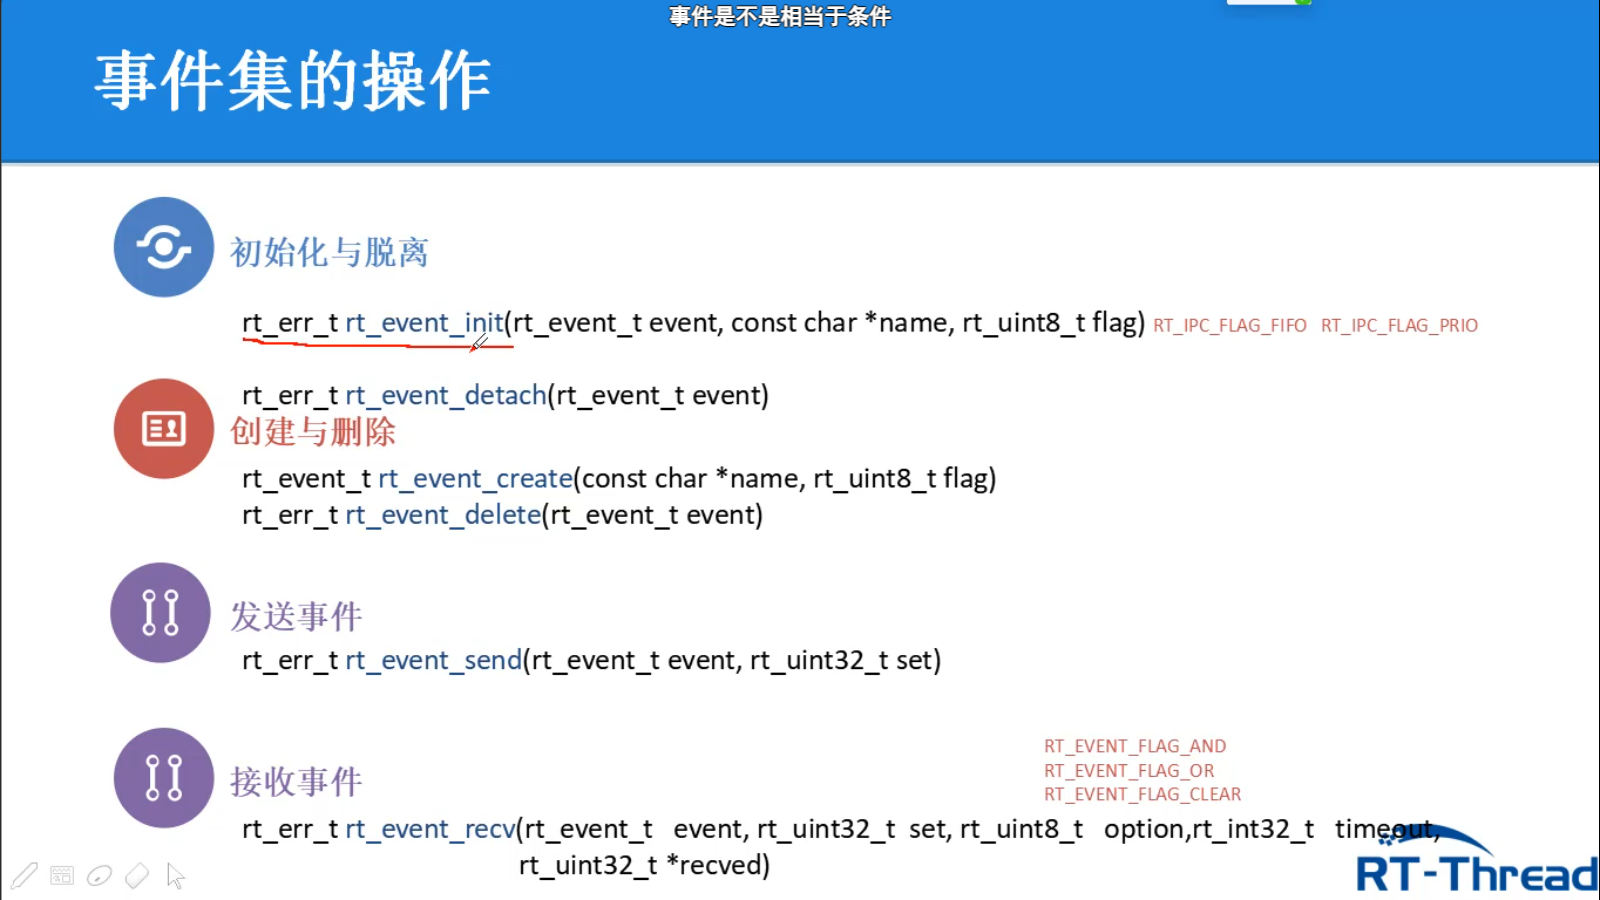 事件是不是相当于条件
事件集的操作
初始化与脱离
rt_err_t rt_event_init(rt_event_t event, const char *name, rt_uint8_t flag) RT_IPC_FLAG_FIFO RT_IPC_FLAG_PRIO
rt_err_t rt_event_detach(rt_event_t event)
创建与删除
rt_event_t rt_event_create(const char *name, rt_uint8_t flag)
rt_err_t rt_event_delete(rt_event_t event)
发送事件
rt_err_t rt_event_send(rt_event_t event, rt_uint32_t set)
RT_EVENT_FLAG_AND
RT_EVENT_FLAG_OR
RT_EVENT_FLAG_CLEAR
接收事件
rt_err_t rt_event_recv(rt_event_t event, rt_uint32_t set, rt_uint8_t option,rt_int32_t timeout,
rt_uint32_t *recved)
RT-Thread